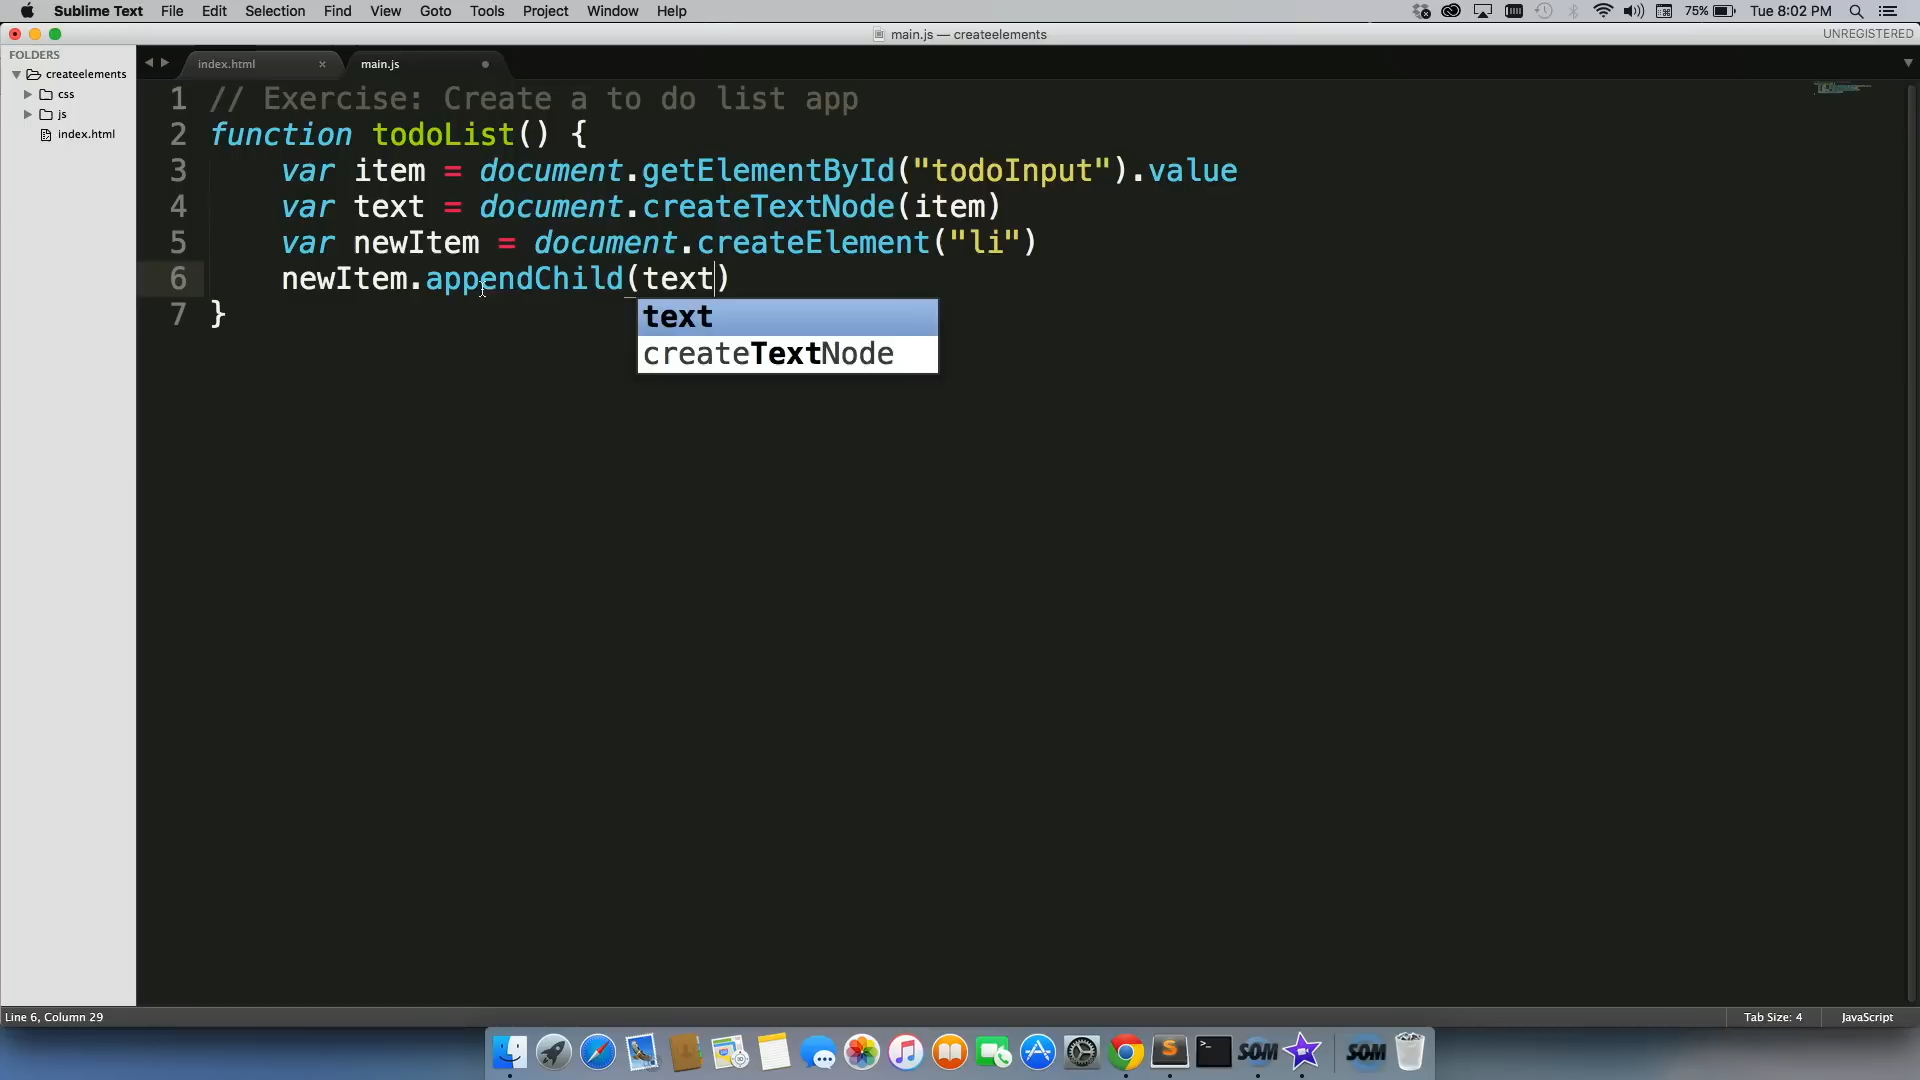 Sublime Text File Edit Selection Find View Goto Tools Project Window Help 75% Tue 8:02 PM
main.js — createelements UNREGISTERED
FOLDERS
createelements
css
js
index.html
index.html × main.js
1 // Exercise: Create a to do list app
2 function todoList() {
3 var item = document.getElementById("todoInput").value
4 var text = document.createTextNode(item)
5 var newItem = document.createElement("li")
6 newItem.appendChild(text)
7 }
text
createTextNode
Line 6, Column 29 Tab Size: 4 JavaScript
SOM SOM